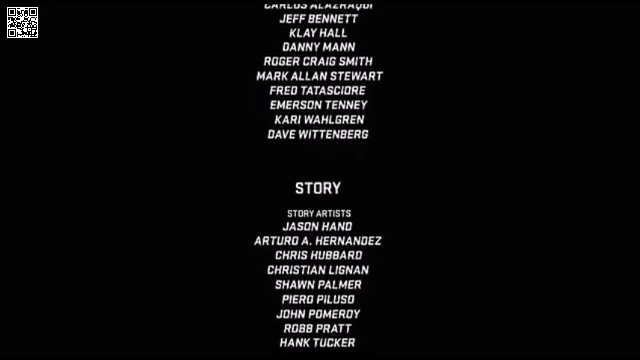 CARLOS ALAZRAQUI
JEFF BENNETT
KLAY HALL
DANNY MANN
ROGER CRAIG SMITH
MARK ALLAN STEWART
FRED TATASCIORE
EMERSON TENNEY
KARI WAHLGREN
DAVE WITTENBERG
STORY
STORY ARTISTS
JASON HAND
ARTURO A. HERNANDEZ
CHRIS HUBBARD
CHRISTIAN LIGNAN
SHAWN PALMER
PIERO PILUSO
JOHN POMEROY
ROBB PRATT
HANK TUCKER